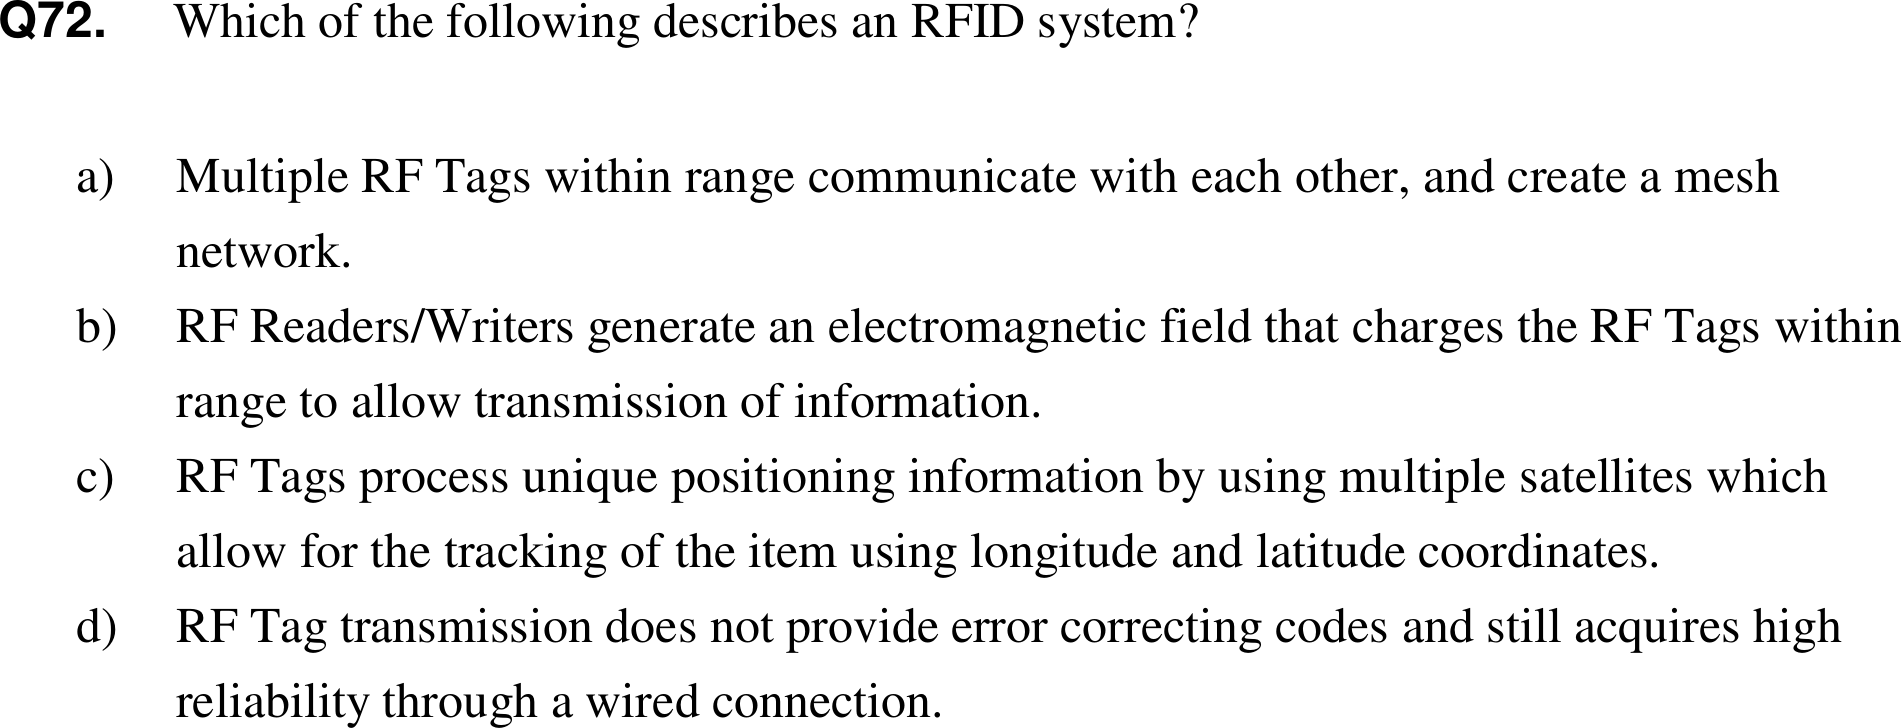 Q72. Which of the following describes an RFID system?
a) Multiple RF Tags within range communicate with each other, and create a mesh
network.
b) RF Readers/Writers generate an electromagnetic field that charges the RF Tags within
range to allow transmission of information.
c) RF Tags process unique positioning information by using multiple satellites which
allow for the tracking of the item using longitude and latitude coordinates.
d) RF Tag transmission does not provide error correcting codes and still acquires high
reliability through a wired connection.